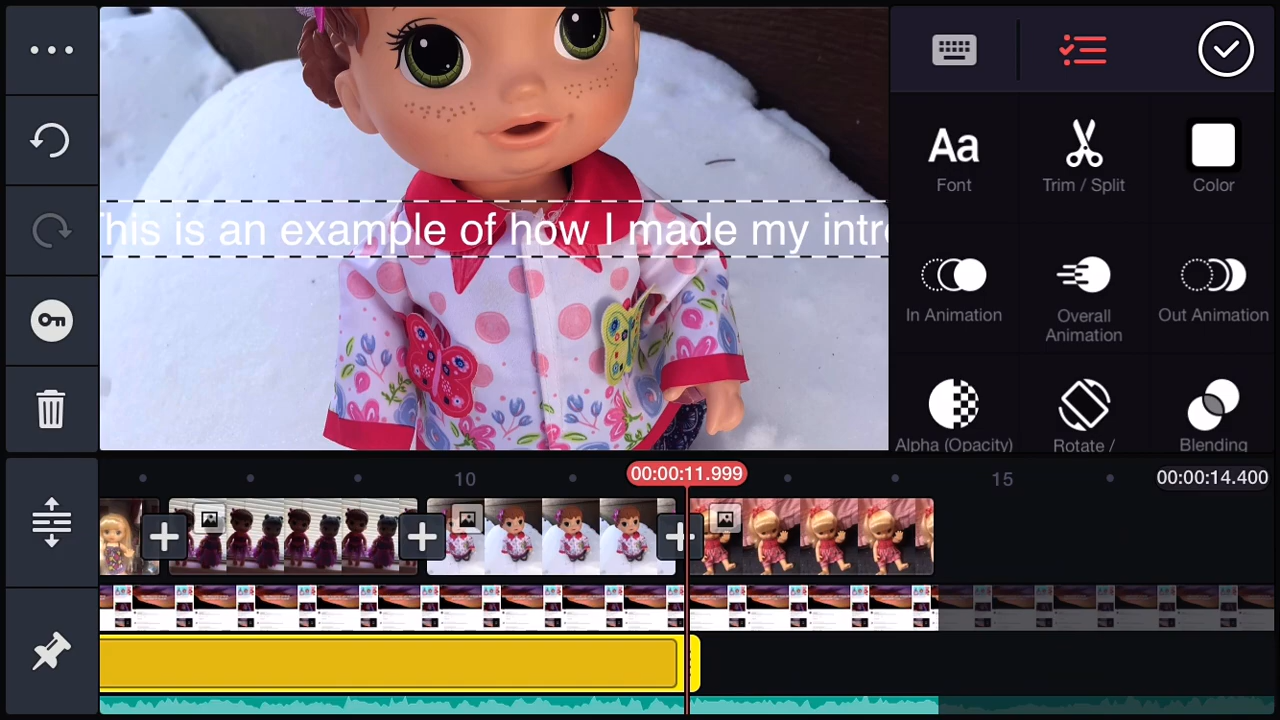 This is an example of how I made my intro
Aa
Font
Trim / Split
Color
In Animation
Overall
Animation
Out Animation
Alpha (Opacity)
Rotate /
Blending
10
00:00:11.999
15
00:00:14.400